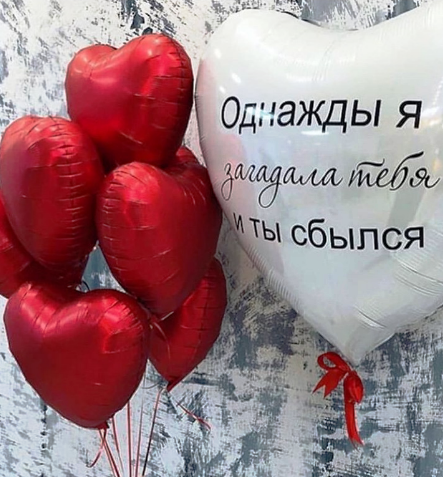 Однажды я
загадала тебя
и ты сбылся